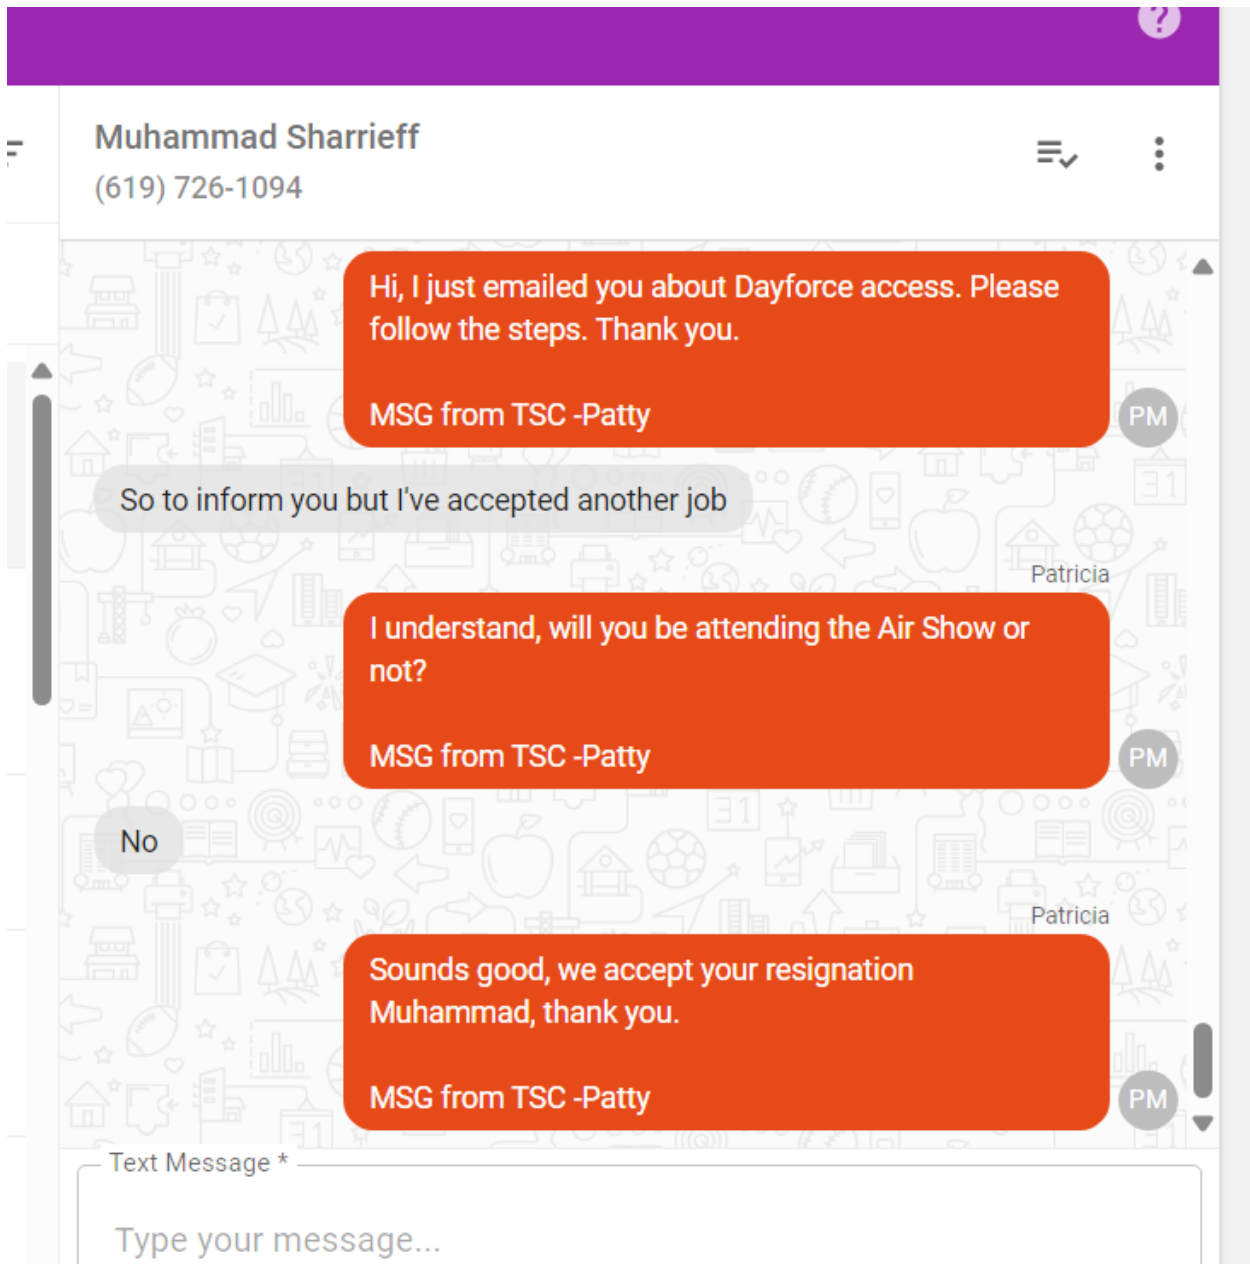 ?
Muhammad Sharrieff
(619) 726-1094
Hi, I just emailed you about Dayforce access. Please
follow the steps. Thank you.
MSG from TSC -Patty
PM
So to inform you but I've accepted another job
Patricia
I understand, will you be attending the Air Show or
not?
MSG from TSC -Patty
PM
No
Patricia
Sounds good, we accept your resignation
Muhammad, thank you.
MSG from TSC -Patty
PM
Text Message *
Type your message...